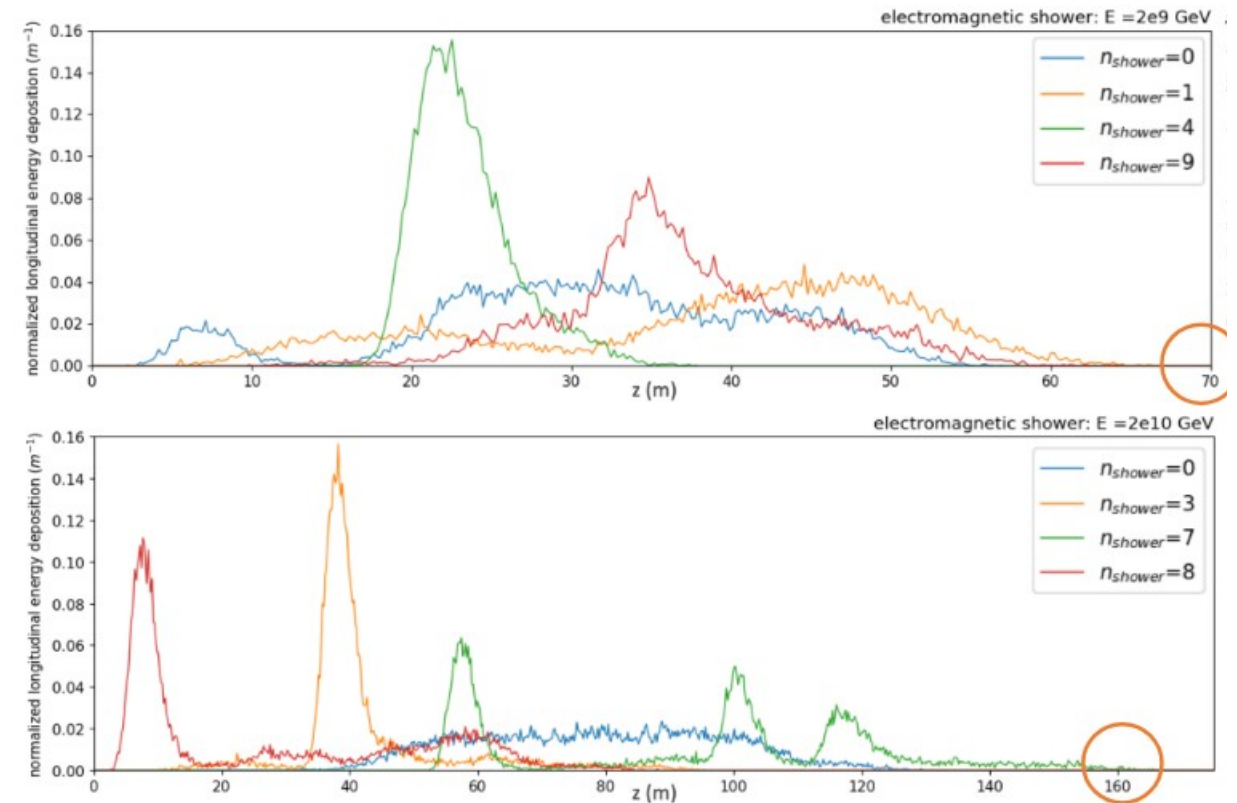 electromagnetic shower: E =2e9 GeV
normalized longitudinal energy deposition (m⁻¹)
0.16
0.14
0.12
0.10
0.08
0.06
0.04
0.02
0.00
n_shower=0
n_shower=1
n_shower=4
n_shower=9
0 10 20 30 40 50 60 70
z (m)
electromagnetic shower: E =2e10 GeV
normalized longitudinal energy deposition (m⁻¹)
0.16
0.14
0.12
0.10
0.08
0.06
0.04
0.02
0.00
n_shower=0
n_shower=3
n_shower=7
n_shower=8
0 20 40 60 80 100 120 140 160
z (m)